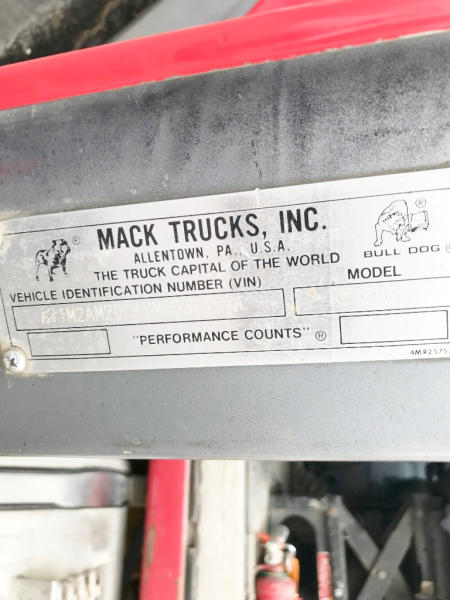 MACK TRUCKS, INC.
ALLENTOWN, PA., U.S.A.
THE TRUCK CAPITAL OF THE WORLD
BULL DOG ®
VEHICLE IDENTIFICATION NUMBER (VIN)
MODEL
"PERFORMANCE COUNTS" ®
4MR2575